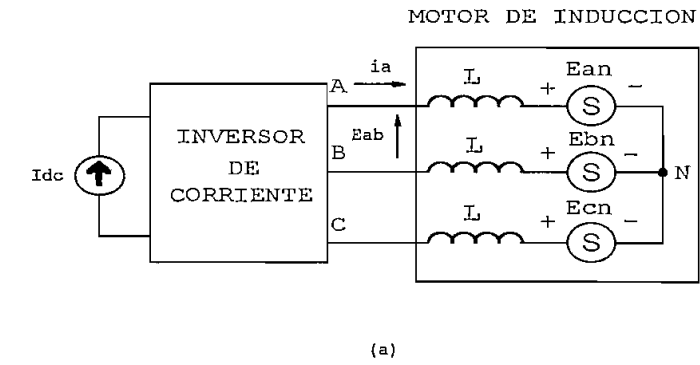 MOTOR DE INDUCCION
A
ia
L
+
Ean
-
S
Eab
INVERSOR
DE
CORRIENTE
Idc
B
L
+
Ebn
-
S
N
C
L
+
Ecn
-
S
(a)